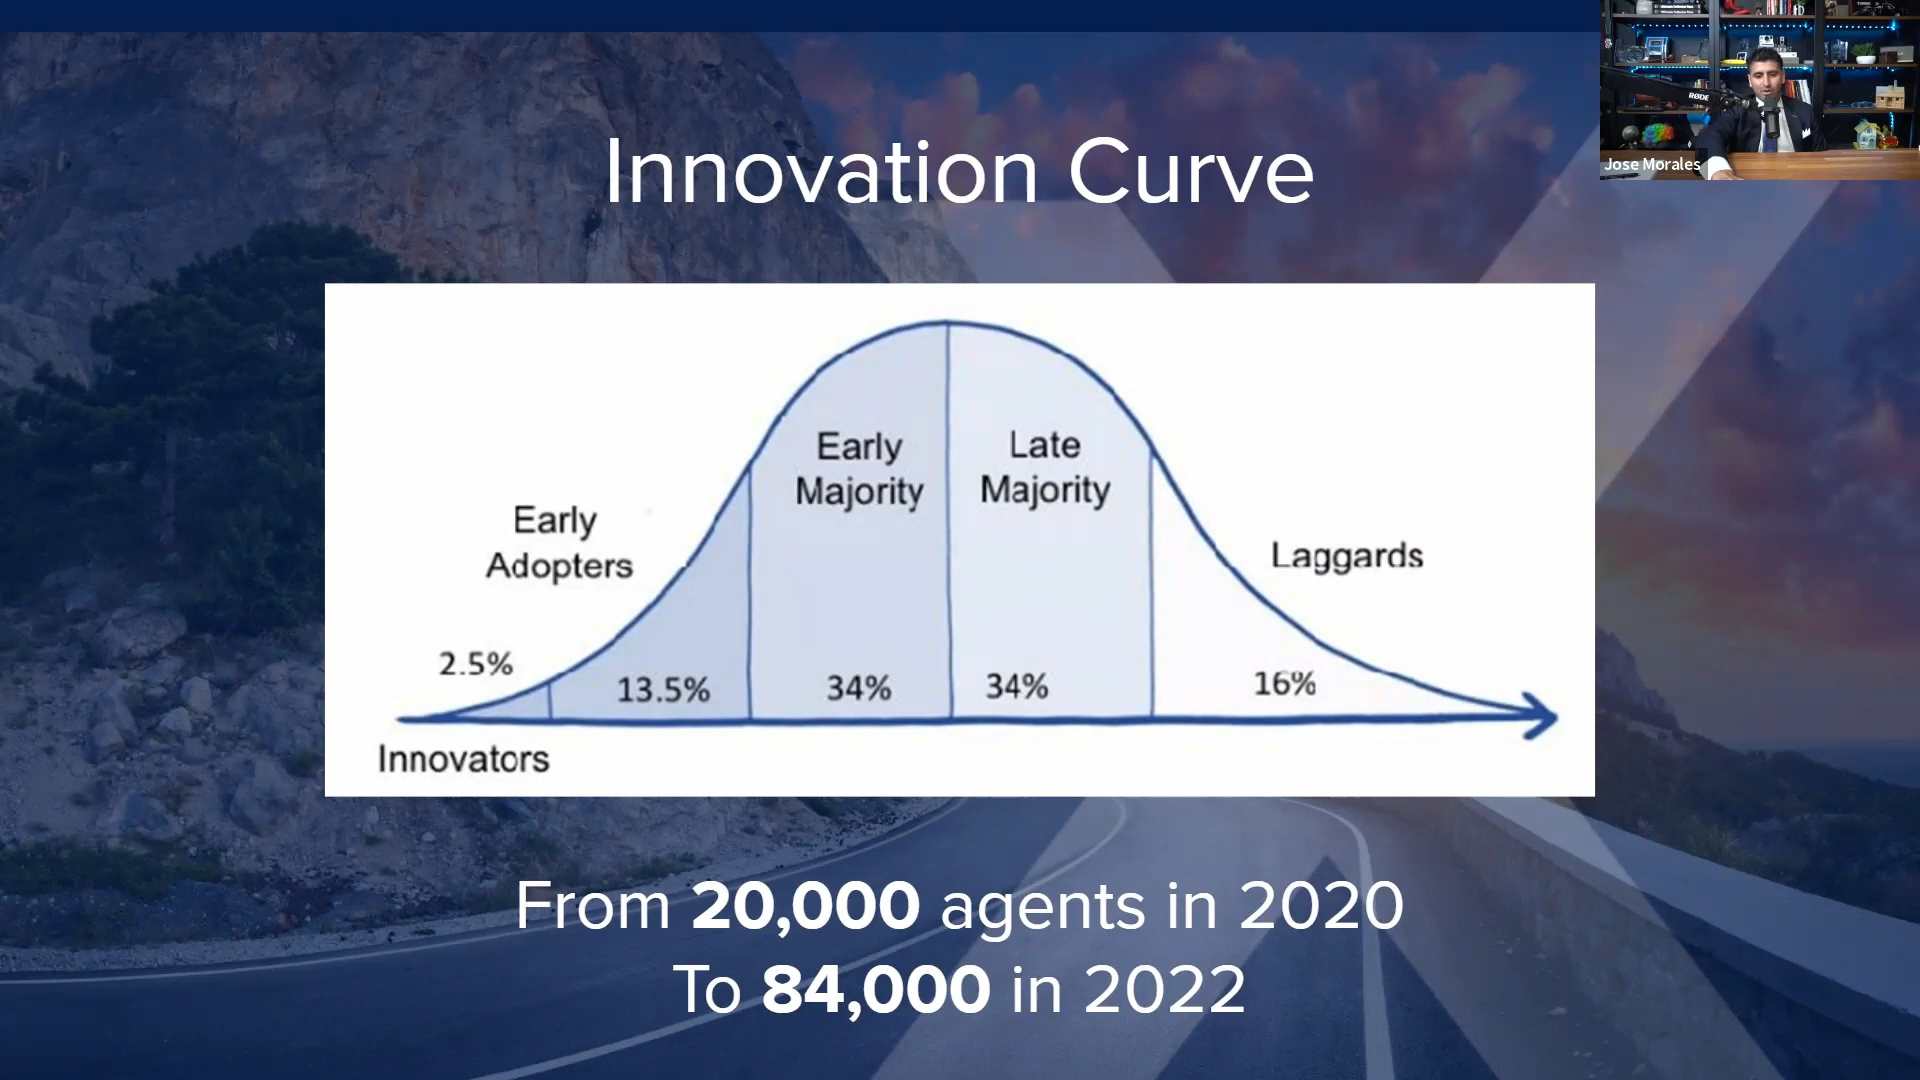 Innovation Curve
RØDE
Jose Morales
Early
Majority
Late
Majority
Early
Adopters
Laggards
2.5%
13.5%
34%
34%
16%
Innovators
From 20,000 agents in 2020
To 84,000 in 2022